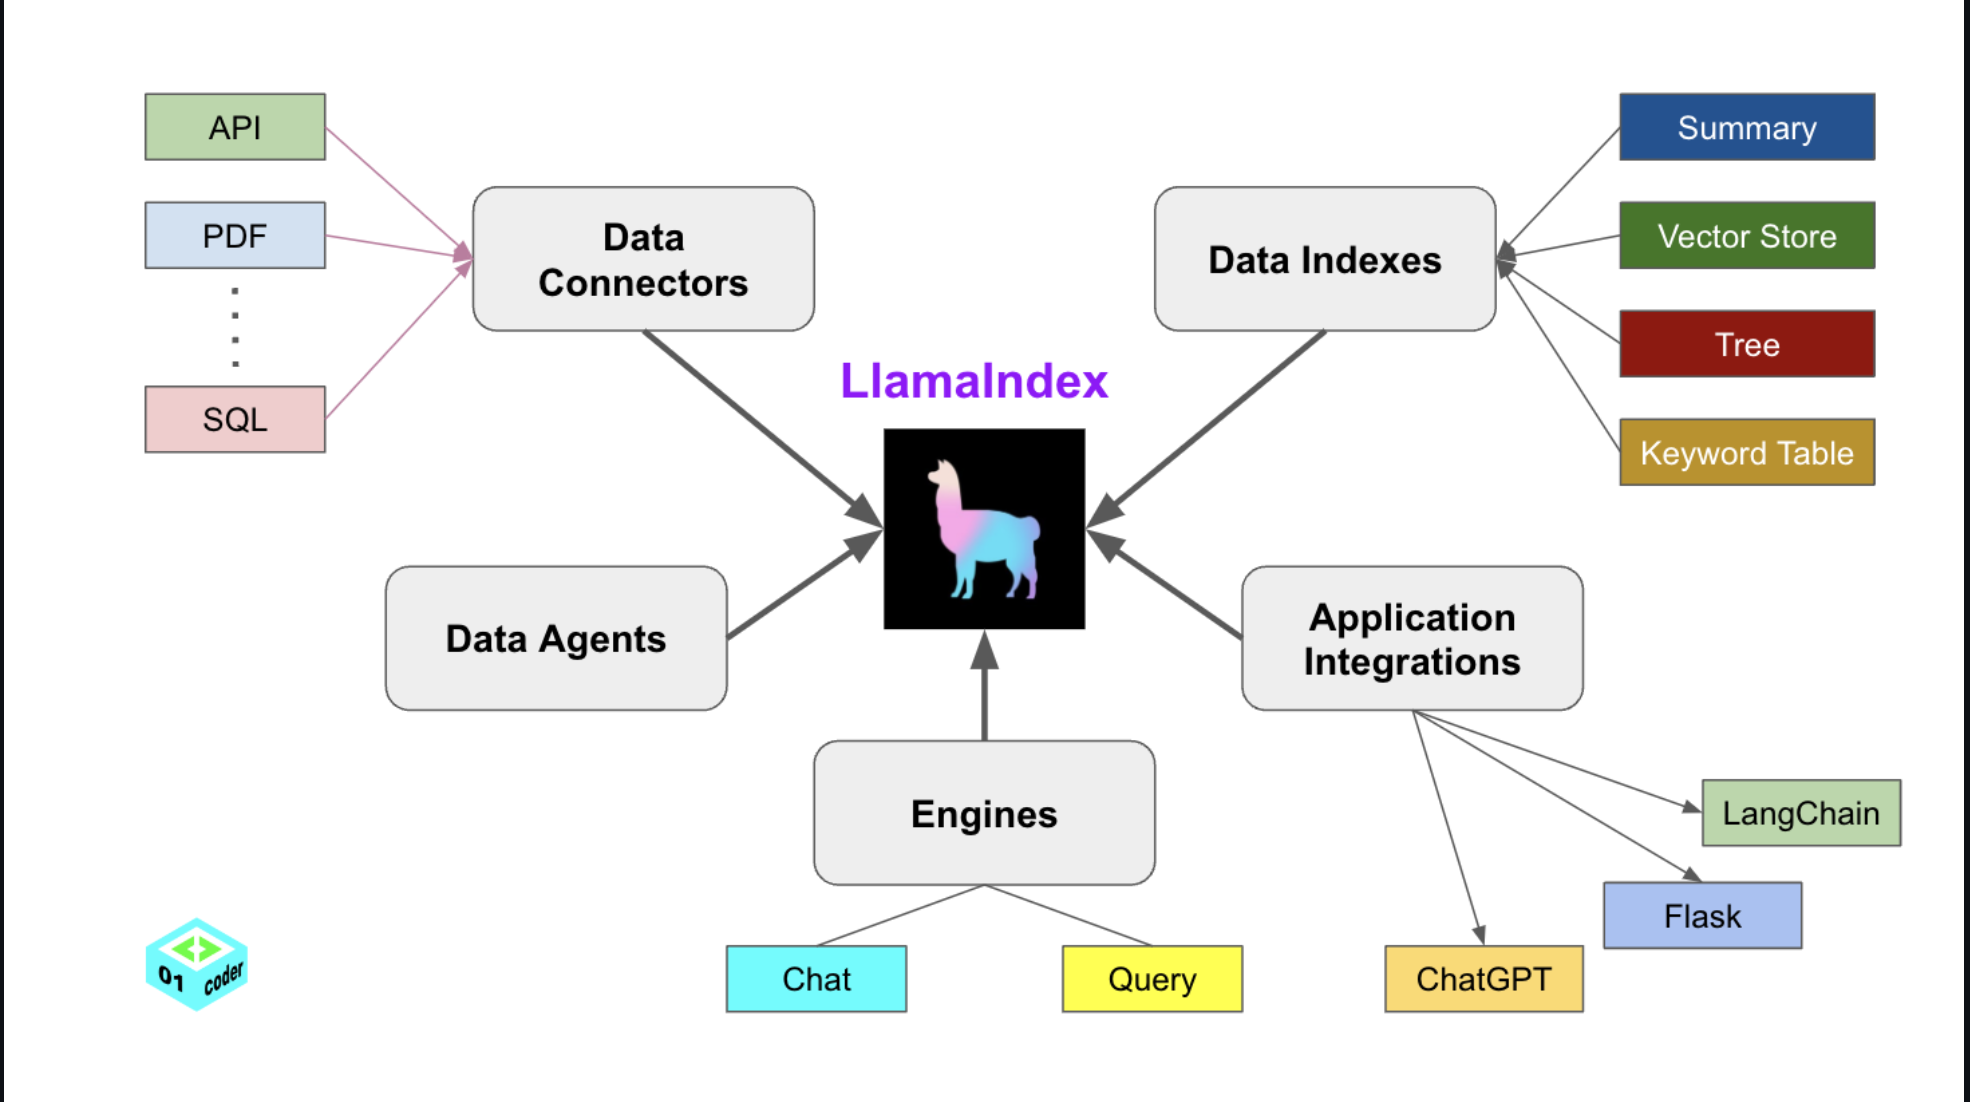 API
PDF
SQL
Data
Connectors
LlamaIndex
Data Indexes
Summary
Vector Store
Tree
Keyword Table
Data Agents
Application
Integrations
Engines
Chat
Query
LangChain
Flask
ChatGPT
01 coder